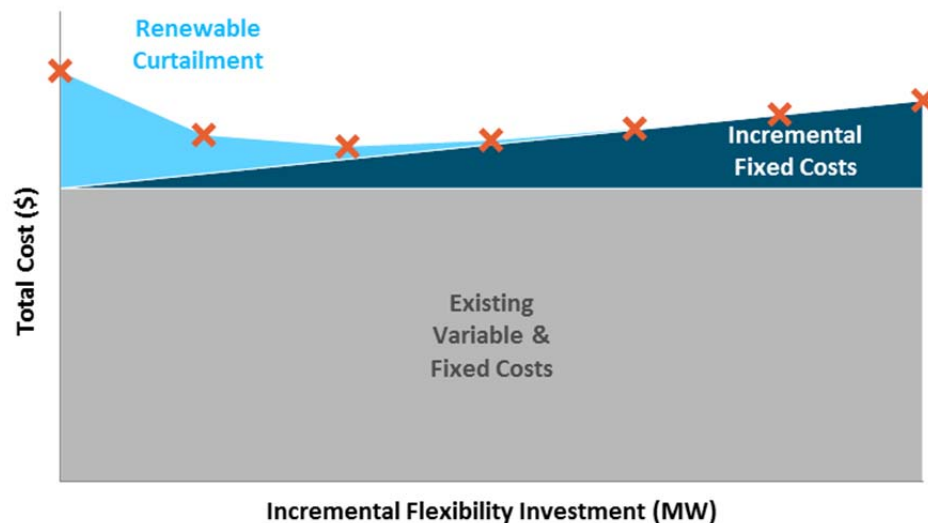 Renewable
Curtailment
Incremental
Fixed Costs
Total Cost ($)
Existing
Variable &
Fixed Costs
Incremental Flexibility Investment (MW)